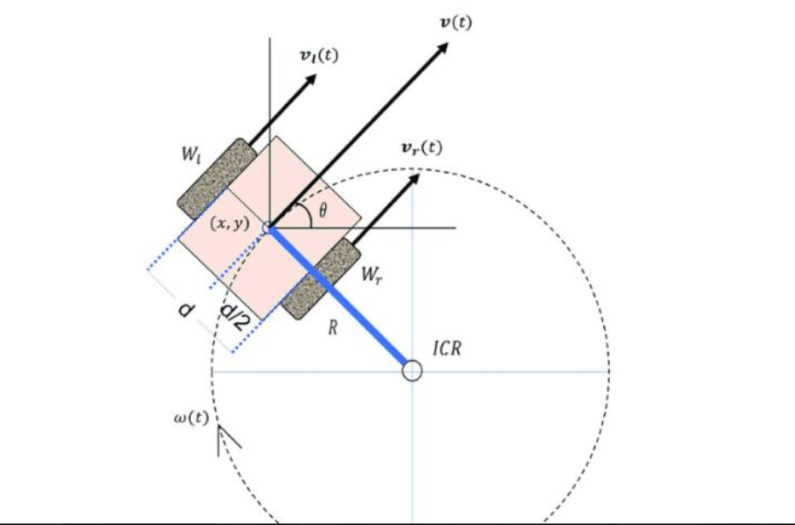 v(t)
v_l(t)
W_l
v_r(t)
(x, y)
θ
W_r
d
d/2
R
ICR
ω(t)